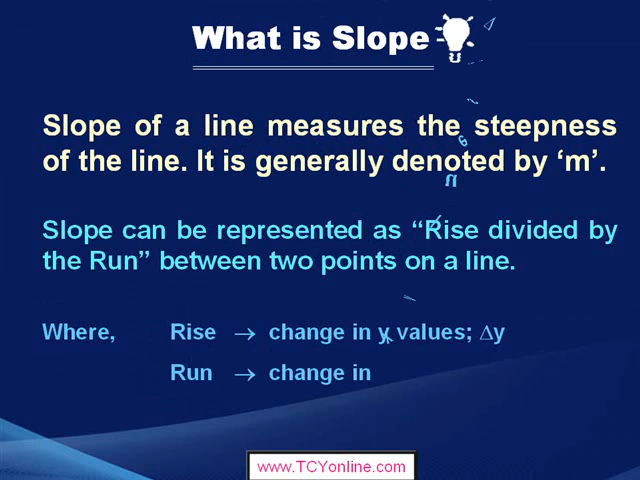 What is Slope
Slope of a line measures the steepness
of the line. It is generally denoted by ‘m’.
Slope can be represented as “Rise divided by
the Run” between two points on a line.
Where, Rise → change in y values; ∆y
Run → change in
www.TCYonline.com